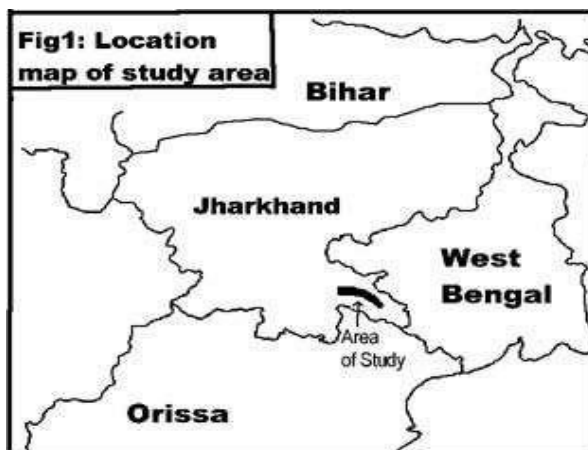 Fig1: Location
map of study area
Bihar
Jharkhand
West
Bengal
Area
of Study
Orissa